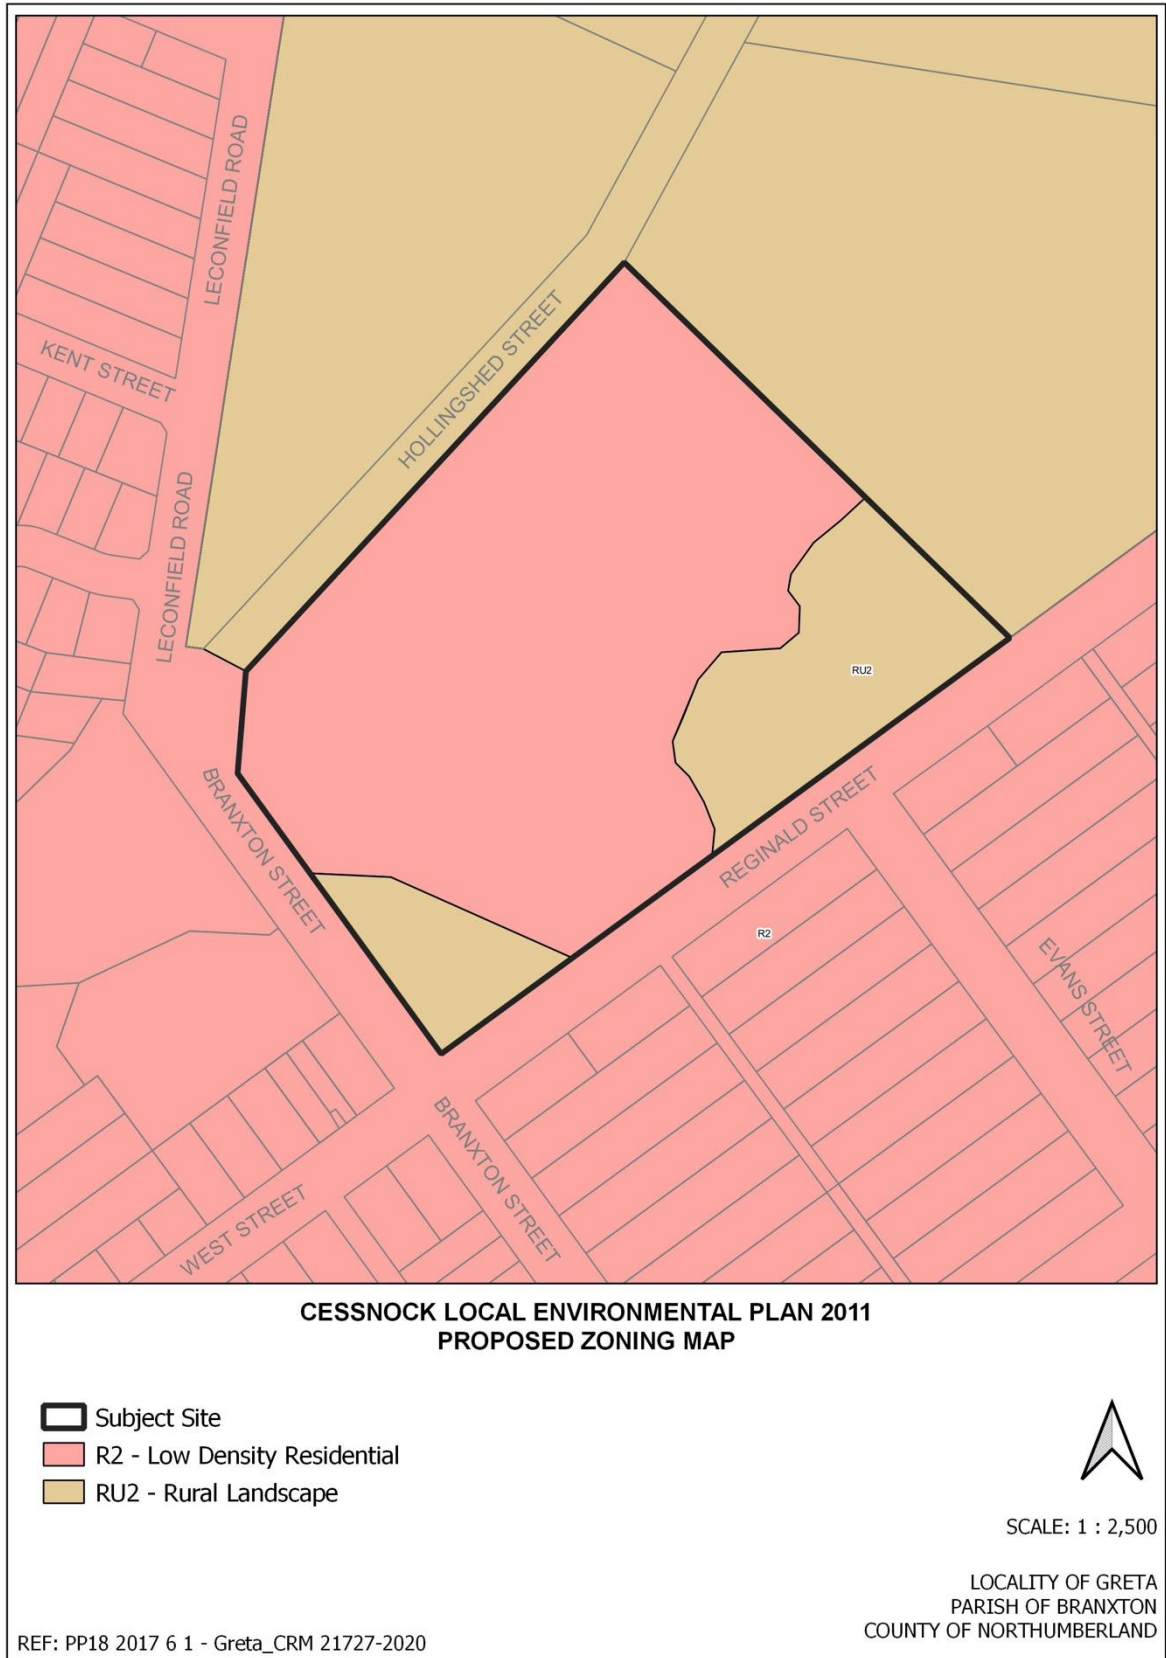 LECONFIELD ROAD
KENT STREET
HOLLINGSHED STREET
LECONFIELD ROAD
RU2
BRANXTON STREET
REGINALD STREET
R2
EVANS STREET
BRANXTON STREET
WEST STREET
CESSNOCK LOCAL ENVIRONMENTAL PLAN 2011
PROPOSED ZONING MAP
Subject Site
R2 - Low Density Residential
RU2 - Rural Landscape
SCALE: 1 : 2,500
LOCALITY OF GRETA
PARISH OF BRANXTON
COUNTY OF NORTHUMBERLAND
REF: PP18 2017 6 1 - Greta_CRM 21727-2020